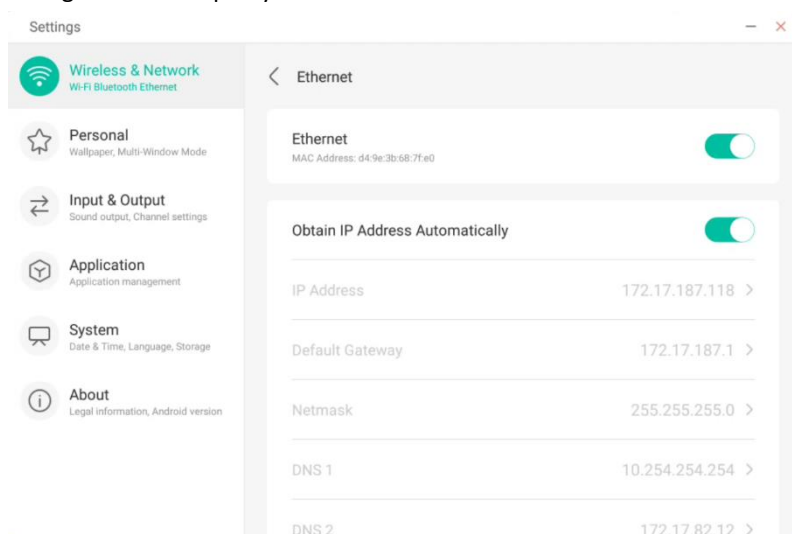 Settings
Wireless & Network
Wi-Fi Bluetooth Ethernet
Personal
Wallpaper, Multi-Window Mode
Input & Output
Sound output, Channel settings
Application
Application management
System
Date & Time, Language, Storage
About
Legal information, Android version
Ethernet
Ethernet
MAC Address: d4:9e:3b:68:7f:e0
Obtain IP Address Automatically
IP Address 172.17.187.118
Default Gateway 172.17.187.1
Netmask 255.255.255.0
DNS 1 10.254.254.254
DNS 2 172.17.82.12